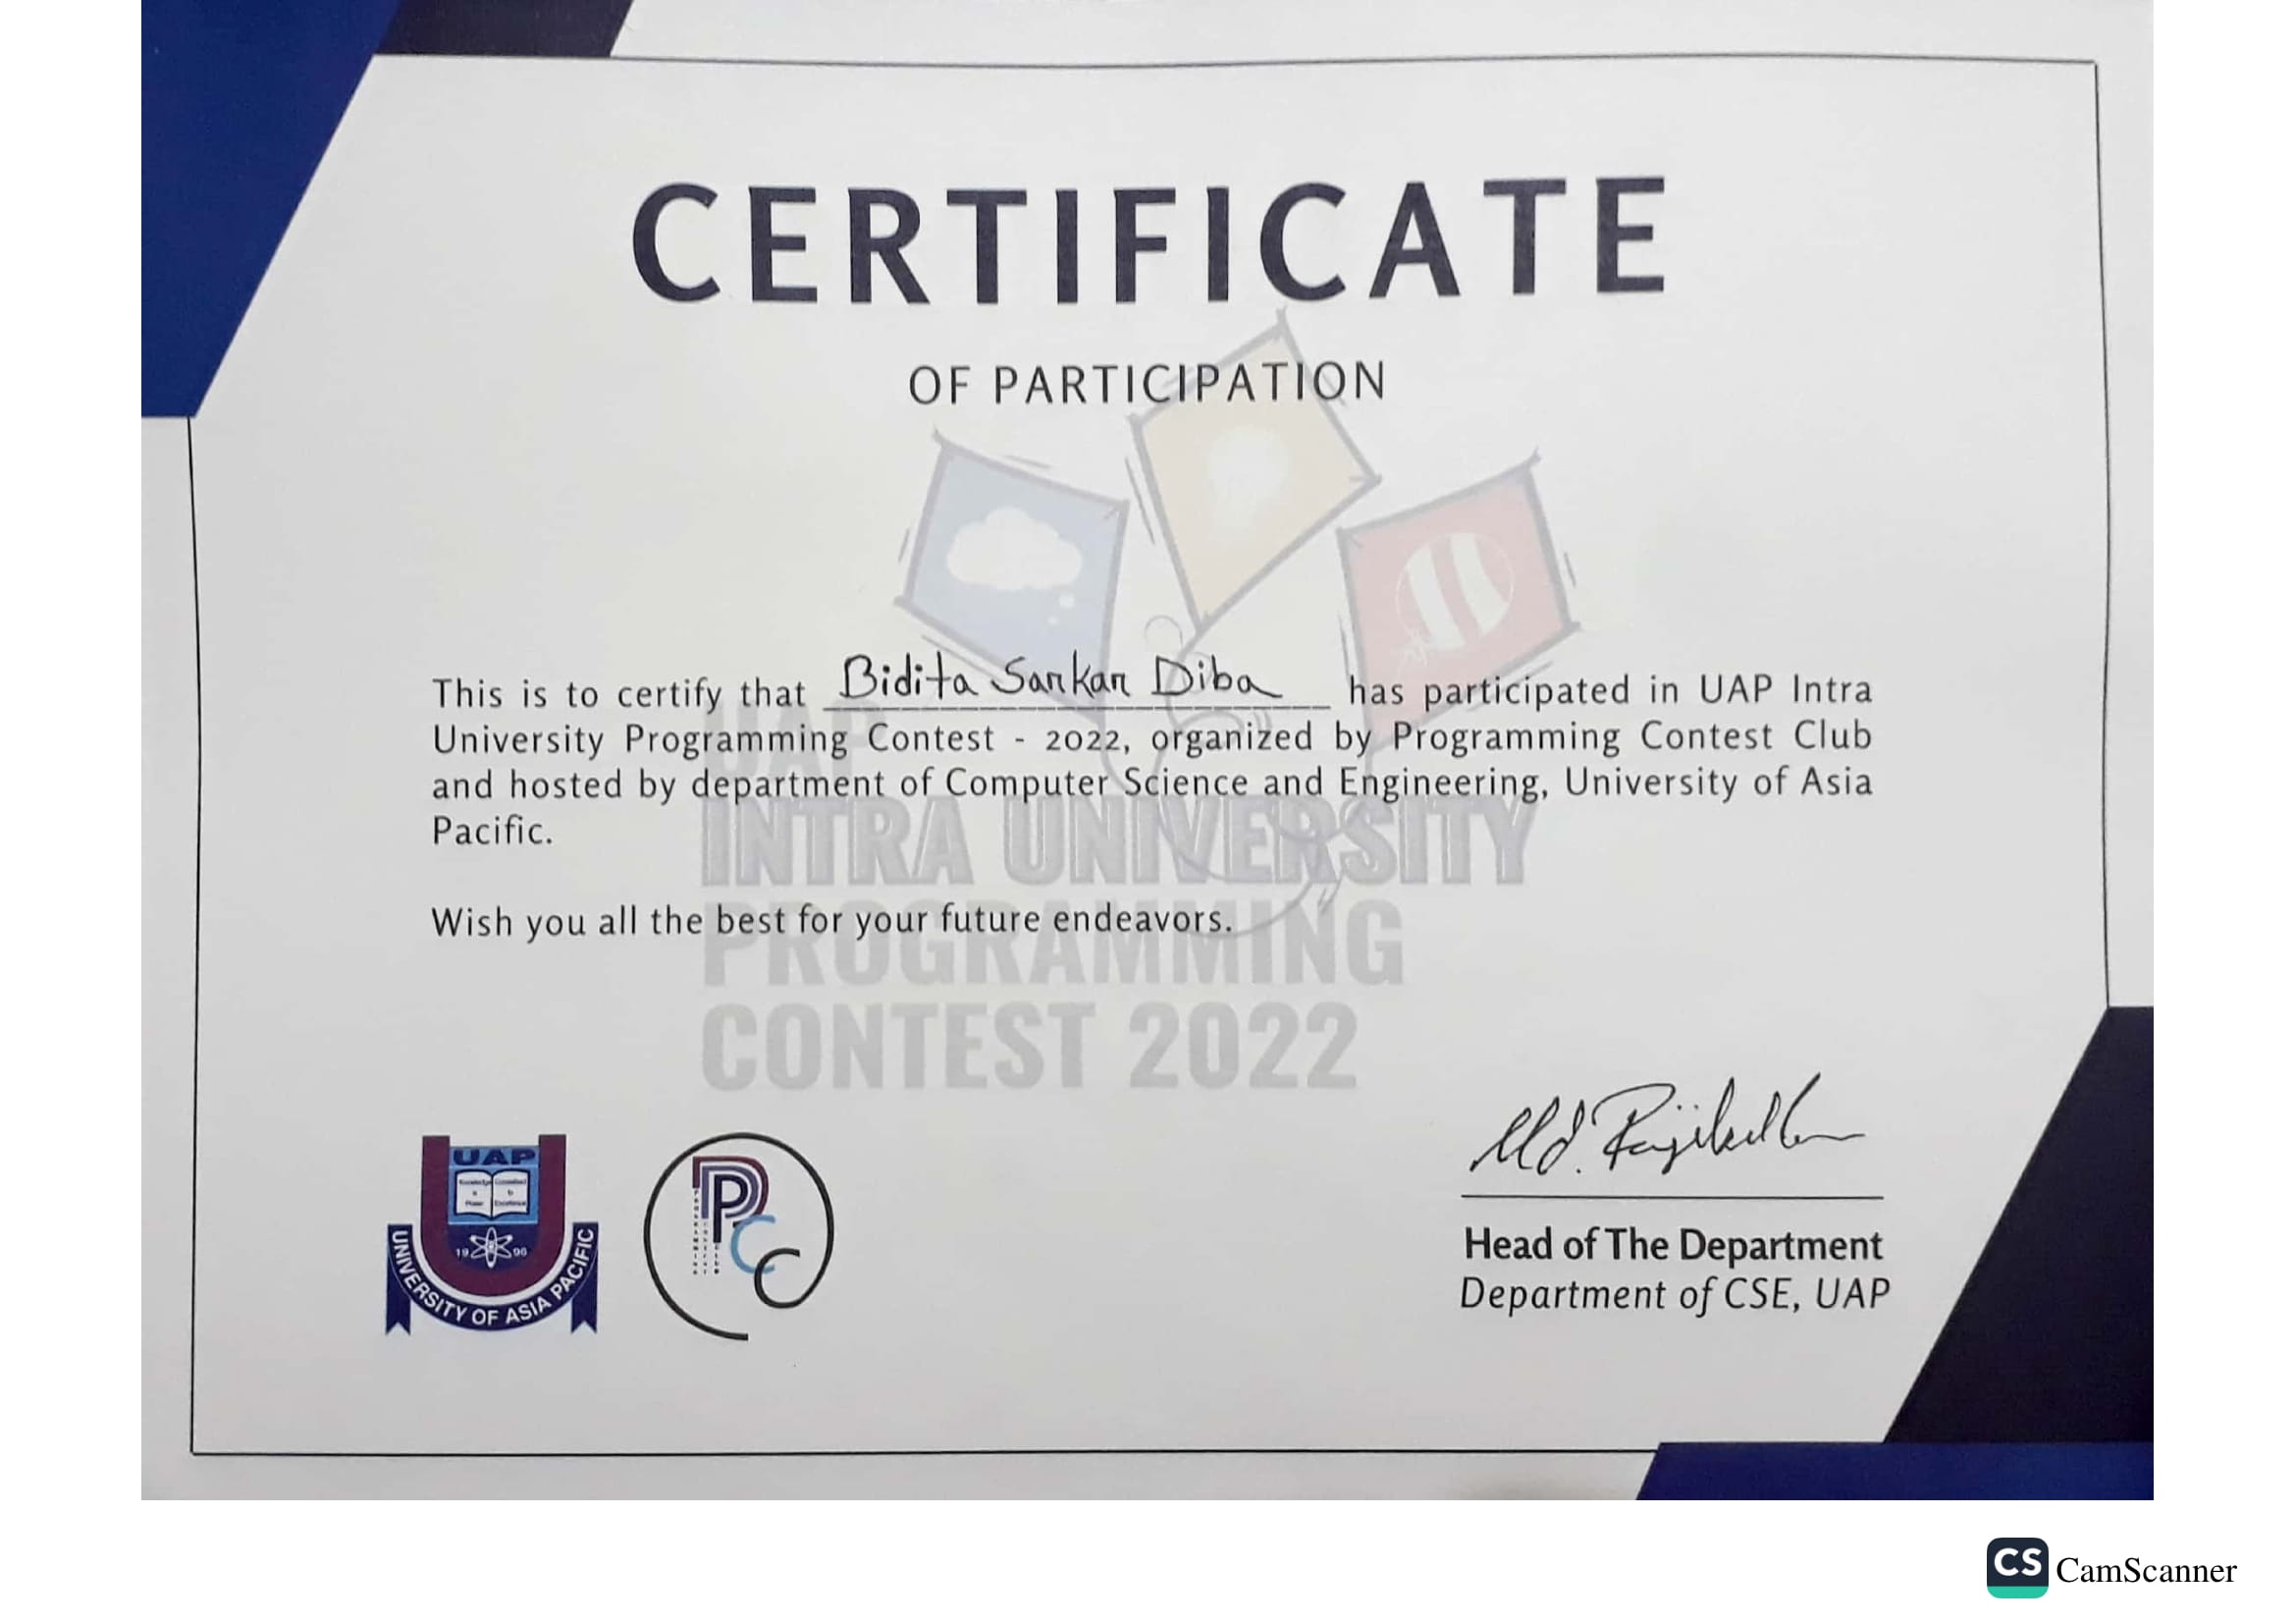 CERTIFICATE
OF PARTICIPATION
This is to certify that Bidita Sarkar Diba has participated in UAP Intra
University Programming Contest - 2022, organized by Programming Contest Club
and hosted by department of Computer Science and Engineering, University of Asia
Pacific.
Wish you all the best for your future endeavors.
UAP
INTRA UNIVERSITY
PROGRAMMING
CONTEST 2022
UAP
Knowledge is Power
Committed to Excellence
1996
UNIVERSITY OF ASIA PACIFIC
PCC
Md.
Head of The Department
Department of CSE, UAP
CS CamScanner